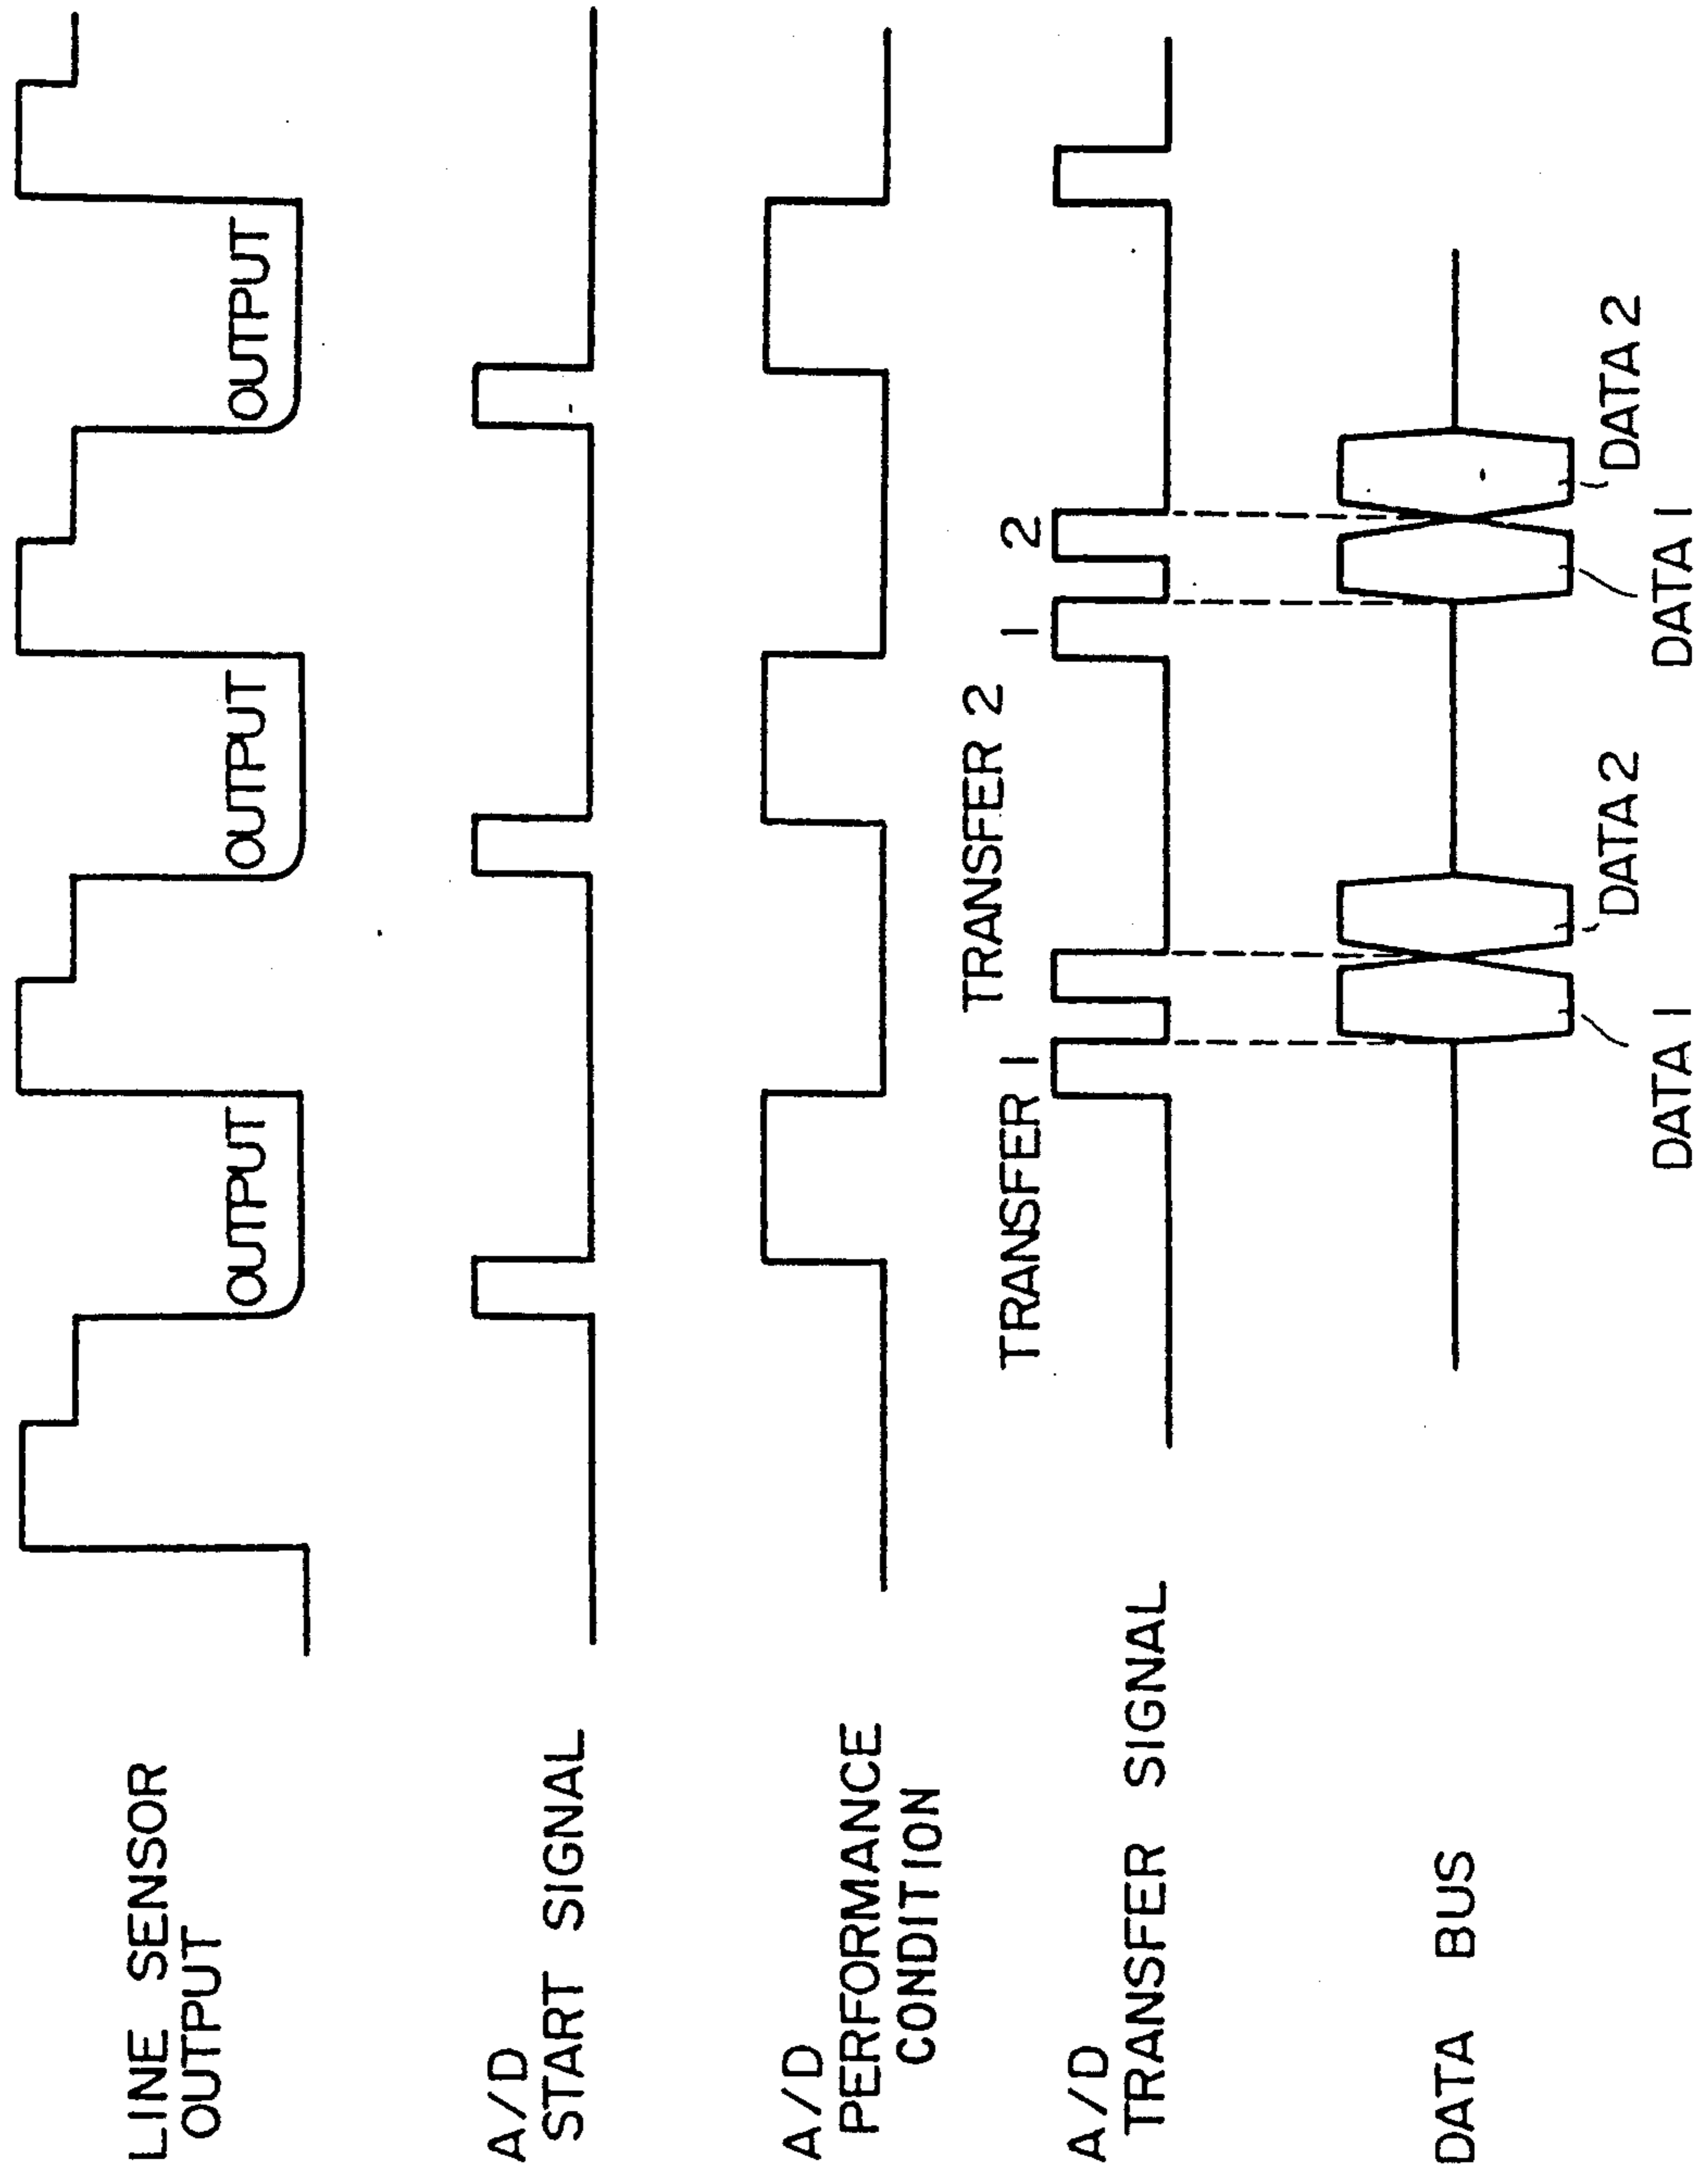 LINE SENSOR
OUTPUT
OUTPUT
OUTPUT
OUTPUT
A/D
START SIGNAL
A/D
PERFORMANCE
CONDITION
TRANSFER 2
TRANSFER 1
1
2
A/D
TRANSFER SIGNAL
DATA BUS
DATA 2
DATA 2
DATA 1
DATA 1